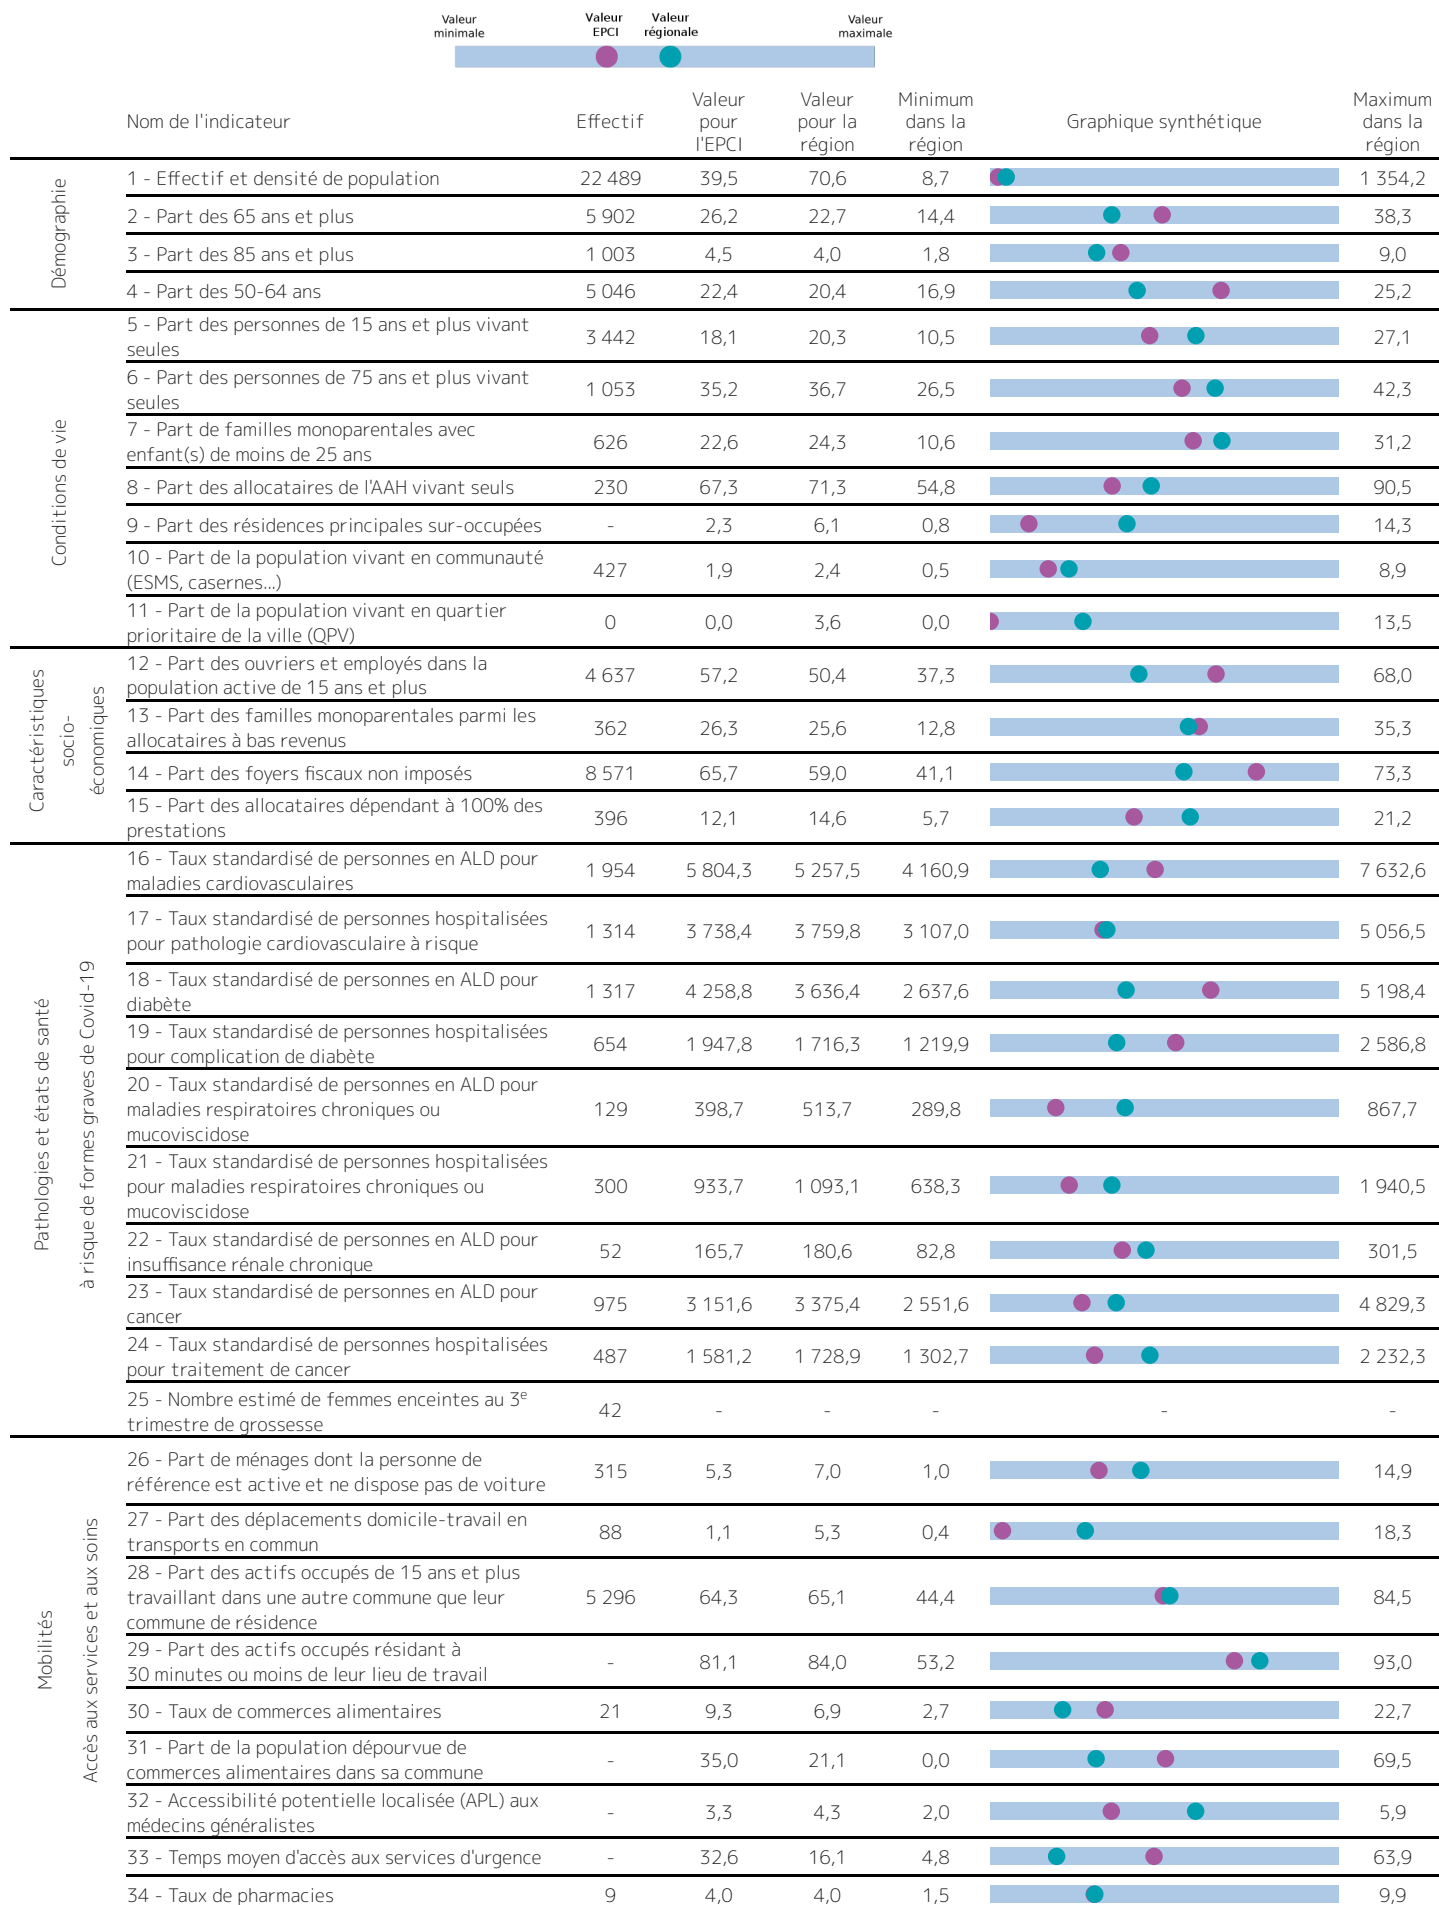 Valeur minimale
Valeur EPCI
Valeur régionale
Valeur maximale
Nom de l'indicateur
Effectif
Valeur pour l'EPCI
Valeur pour la région
Minimum dans la région
Graphique synthétique
Maximum dans la région
Démographie
1 - Effectif et densité de population 22 489 39,5 70,6 8,7 1 354,2
2 - Part des 65 ans et plus 5 902 26,2 22,7 14,4 38,3
3 - Part des 85 ans et plus 1 003 4,5 4,0 1,8 9,0
4 - Part des 50-64 ans 5 046 22,4 20,4 16,9 25,2
Conditions de vie
5 - Part des personnes de 15 ans et plus vivant
seules 3 442 18,1 20,3 10,5 27,1
6 - Part des personnes de 75 ans et plus vivant
seules 1 053 35,2 36,7 26,5 42,3
7 - Part de familles monoparentales avec
enfant(s) de moins de 25 ans 626 22,6 24,3 10,6 31,2
8 - Part des allocataires de l'AAH vivant seuls 230 67,3 71,3 54,8 90,5
9 - Part des résidences principales sur-occupées - 2,3 6,1 0,8 14,3
10 - Part de la population vivant en communauté
(ESMS, casernes...) 427 1,9 2,4 0,5 8,9
11 - Part de la population vivant en quartier
prioritaire de la ville (QPV) 0 0,0 3,6 0,0 13,5
Caractéristiques
socio-
économiques
12 - Part des ouvriers et employés dans la
population active de 15 ans et plus 4 637 57,2 50,4 37,3 68,0
13 - Part des familles monoparentales parmi les
allocataires à bas revenus 362 26,3 25,6 12,8 35,3
14 - Part des foyers fiscaux non imposés 8 571 65,7 59,0 41,1 73,3
15 - Part des allocataires dépendant à 100% des
prestations 396 12,1 14,6 5,7 21,2
Pathologies et états de santé
à risque de formes graves de Covid-19
16 - Taux standardisé de personnes en ALD pour
maladies cardiovasculaires 1 954 5 804,3 5 257,5 4 160,9 7 632,6
17 - Taux standardisé de personnes hospitalisées
pour pathologie cardiovasculaire à risque 1 314 3 738,4 3 759,8 3 107,0 5 056,5
18 - Taux standardisé de personnes en ALD pour
diabète 1 317 4 258,8 3 636,4 2 637,6 5 198,4
19 - Taux standardisé de personnes hospitalisées
pour complication de diabète 654 1 947,8 1 716,3 1 219,9 2 586,8
20 - Taux standardisé de personnes en ALD pour
maladies respiratoires chroniques ou 129 398,7 513,7 289,8 867,7
mucoviscidose
21 - Taux standardisé de personnes hospitalisées
pour maladies respiratoires chroniques ou 300 933,7 1 093,1 638,3 1 940,5
mucoviscidose
22 - Taux standardisé de personnes en ALD pour
insuffisance rénale chronique 52 165,7 180,6 82,8 301,5
23 - Taux standardisé de personnes en ALD pour
cancer 975 3 151,6 3 375,4 2 551,6 4 829,3
24 - Taux standardisé de personnes hospitalisées
pour traitement de cancer 487 1 581,2 1 728,9 1 302,7 2 232,3
25 - Nombre estimé de femmes enceintes au 3e
trimestre de grossesse 42 - - - - -
Mobilités
Accès aux services et aux soins
26 - Part de ménages dont la personne de
référence est active et ne dispose pas de voiture 315 5,3 7,0 1,0 14,9
27 - Part des déplacements domicile-travail en
transports en commun 88 1,1 5,3 0,4 18,3
28 - Part des actifs occupés de 15 ans et plus
travaillant dans une autre commune que leur 5 296 64,3 65,1 44,4 84,5
commune de résidence
29 - Part des actifs occupés résidant à
30 minutes ou moins de leur lieu de travail - 81,1 84,0 53,2 93,0
30 - Taux de commerces alimentaires 21 9,3 6,9 2,7 22,7
31 - Part de la population dépourvue de
commerces alimentaires dans sa commune - 35,0 21,1 0,0 69,5
32 - Accessibilité potentielle localisée (APL) aux
médecins généralistes - 3,3 4,3 2,0 5,9
33 - Temps moyen d'accès aux services d'urgence - 32,6 16,1 4,8 63,9
34 - Taux de pharmacies 9 4,0 4,0 1,5 9,9